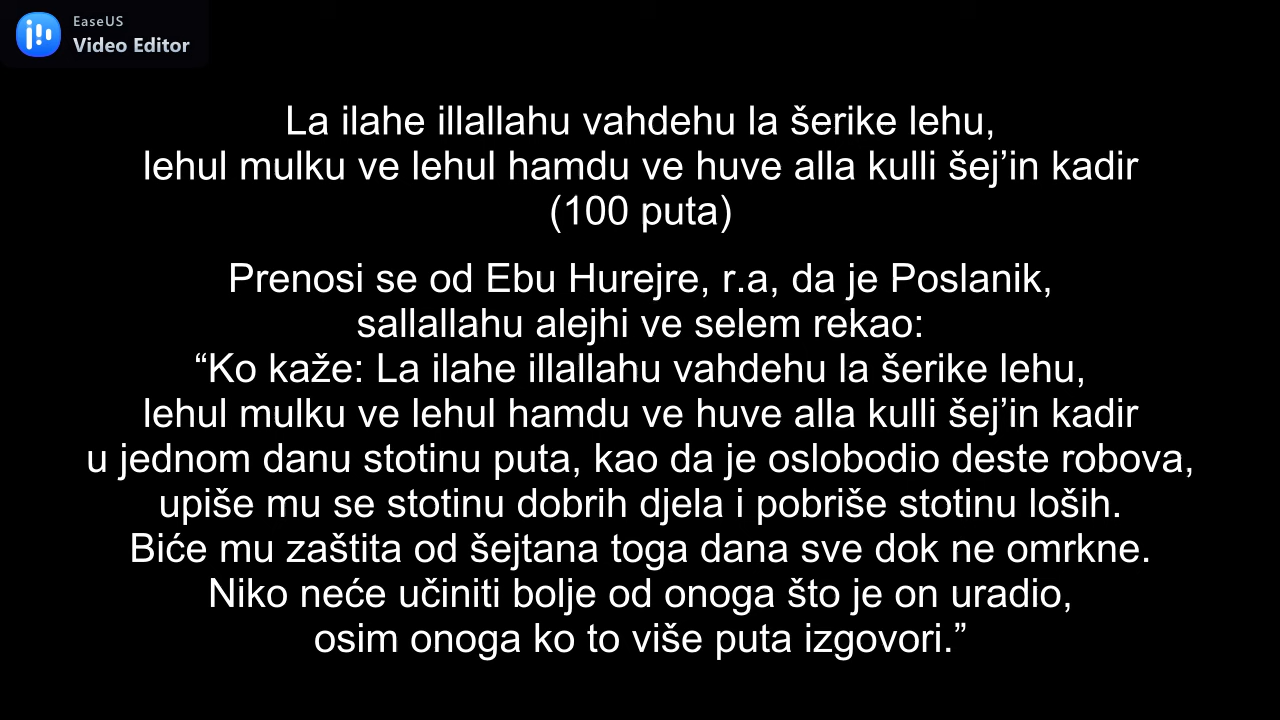 EaseUS
Video Editor
La ilahe illallahu vahdehu la šerike lehu,
lehul mulku ve lehul hamdu ve huve alla kulli šej’in kadir
(100 puta)
Prenosi se od Ebu Hurejre, r.a, da je Poslanik,
sallallahu alejhi ve selem rekao:
“Ko kaže: La ilahe illallahu vahdehu la šerike lehu,
lehul mulku ve lehul hamdu ve huve alla kulli šej’in kadir
u jednom danu stotinu puta, kao da je oslobodio deste robova,
upiše mu se stotinu dobrih djela i pobriše stotinu loših.
Biće mu zaštita od šejtana toga dana sve dok ne omrkne.
Niko neće učiniti bolje od onoga što je on uradio,
osim onoga ko to više puta izgovori.”